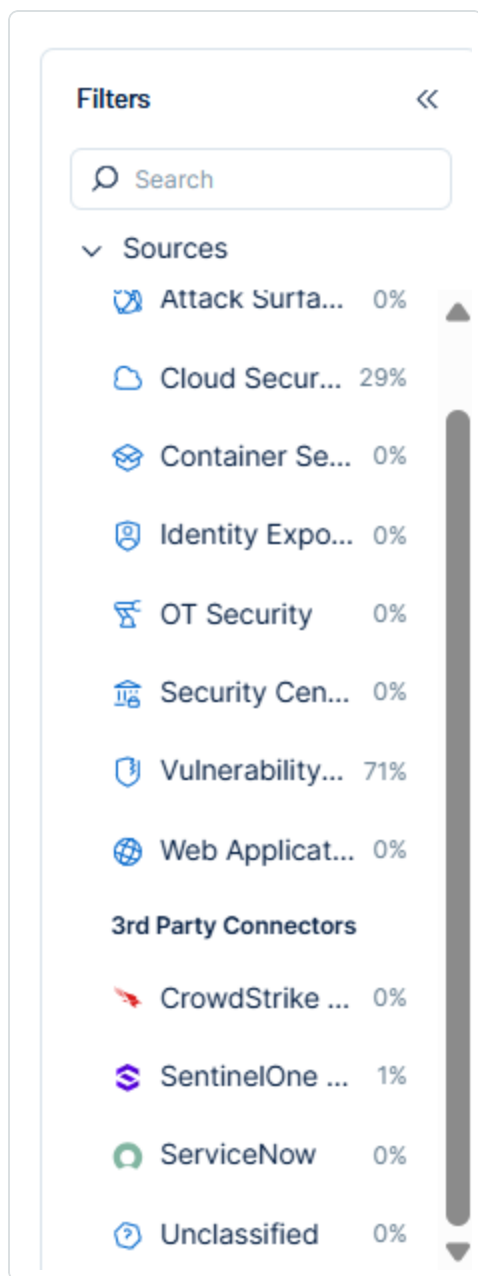 Filters
Search
Sources
Attack Surfa... 0%
Cloud Secur... 29%
Container Se... 0%
Identity Expo... 0%
OT Security 0%
Security Cen... 0%
Vulnerability... 71%
Web Applicat... 0%
3rd Party Connectors
CrowdStrike ... 0%
SentinelOne ... 1%
ServiceNow 0%
Unclassified 0%